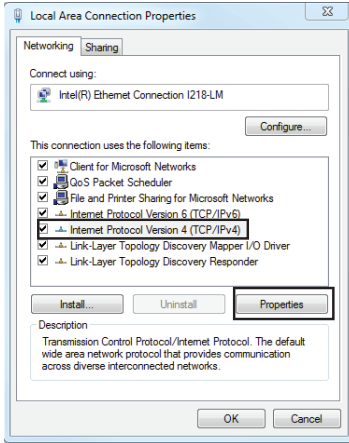 Local Area Connection Properties
Networking Sharing
Connect using:
Intel(R) Ethernet Connection I218-LM
Configure...
This connection uses the following items:
Client for Microsoft Networks
QoS Packet Scheduler
File and Printer Sharing for Microsoft Networks
Internet Protocol Version 6 (TCP/IPv6)
Internet Protocol Version 4 (TCP/IPv4)
Link-Layer Topology Discovery Mapper I/O Driver
Link-Layer Topology Discovery Responder
Install... Uninstall Properties
Description
Transmission Control Protocol/Internet Protocol. The default
wide area network protocol that provides communication
across diverse interconnected networks.
OK Cancel